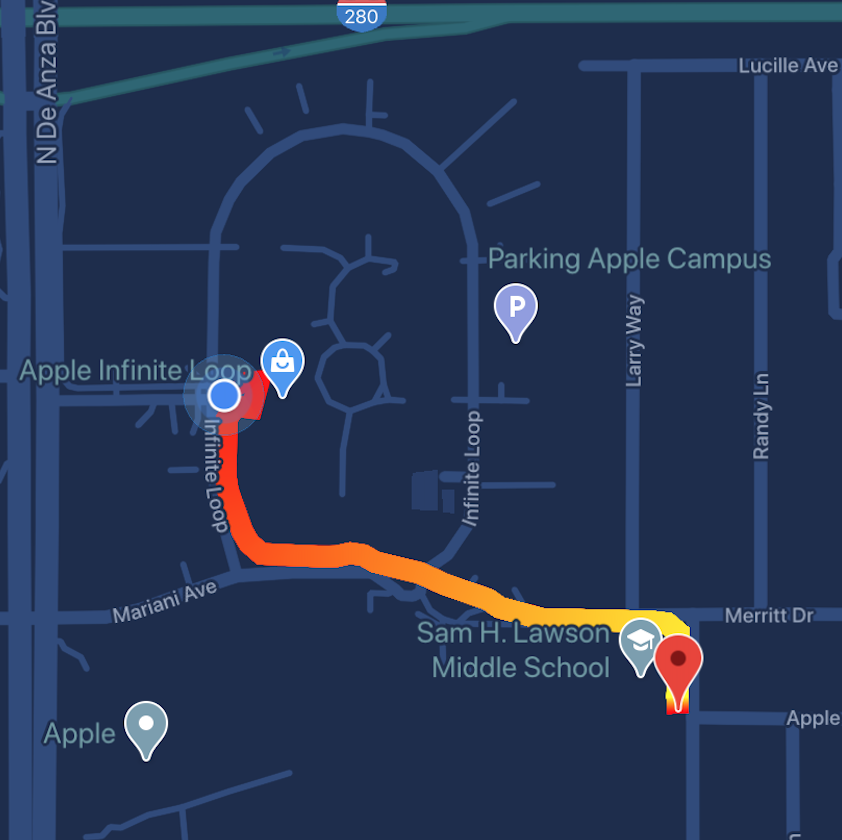 280
N De Anza Blv
Lucille Ave
Parking Apple Campus
P
Larry Way
Apple Infinite Loop
Randy Ln
Infinite Loop
Infinite Loop
Mariani Ave
Merritt Dr
Sam H. Lawson
Middle School
Apple
Apple